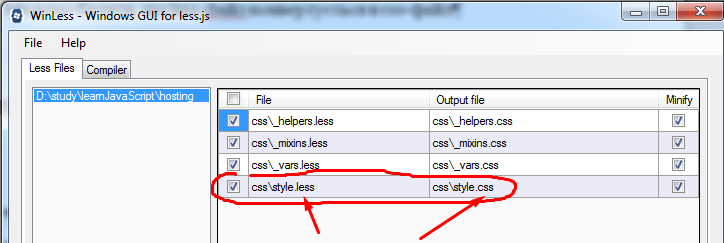 WinLess - Windows GUI for less.js
File Help
Less Files Compiler
D:\study\learnJavaScript\hosting
File Output file Minify
css\_helpers.less css\_helpers.css
css\_mixins.less css\_mixins.css
css\_vars.less css\_vars.css
css\style.less css\style.css